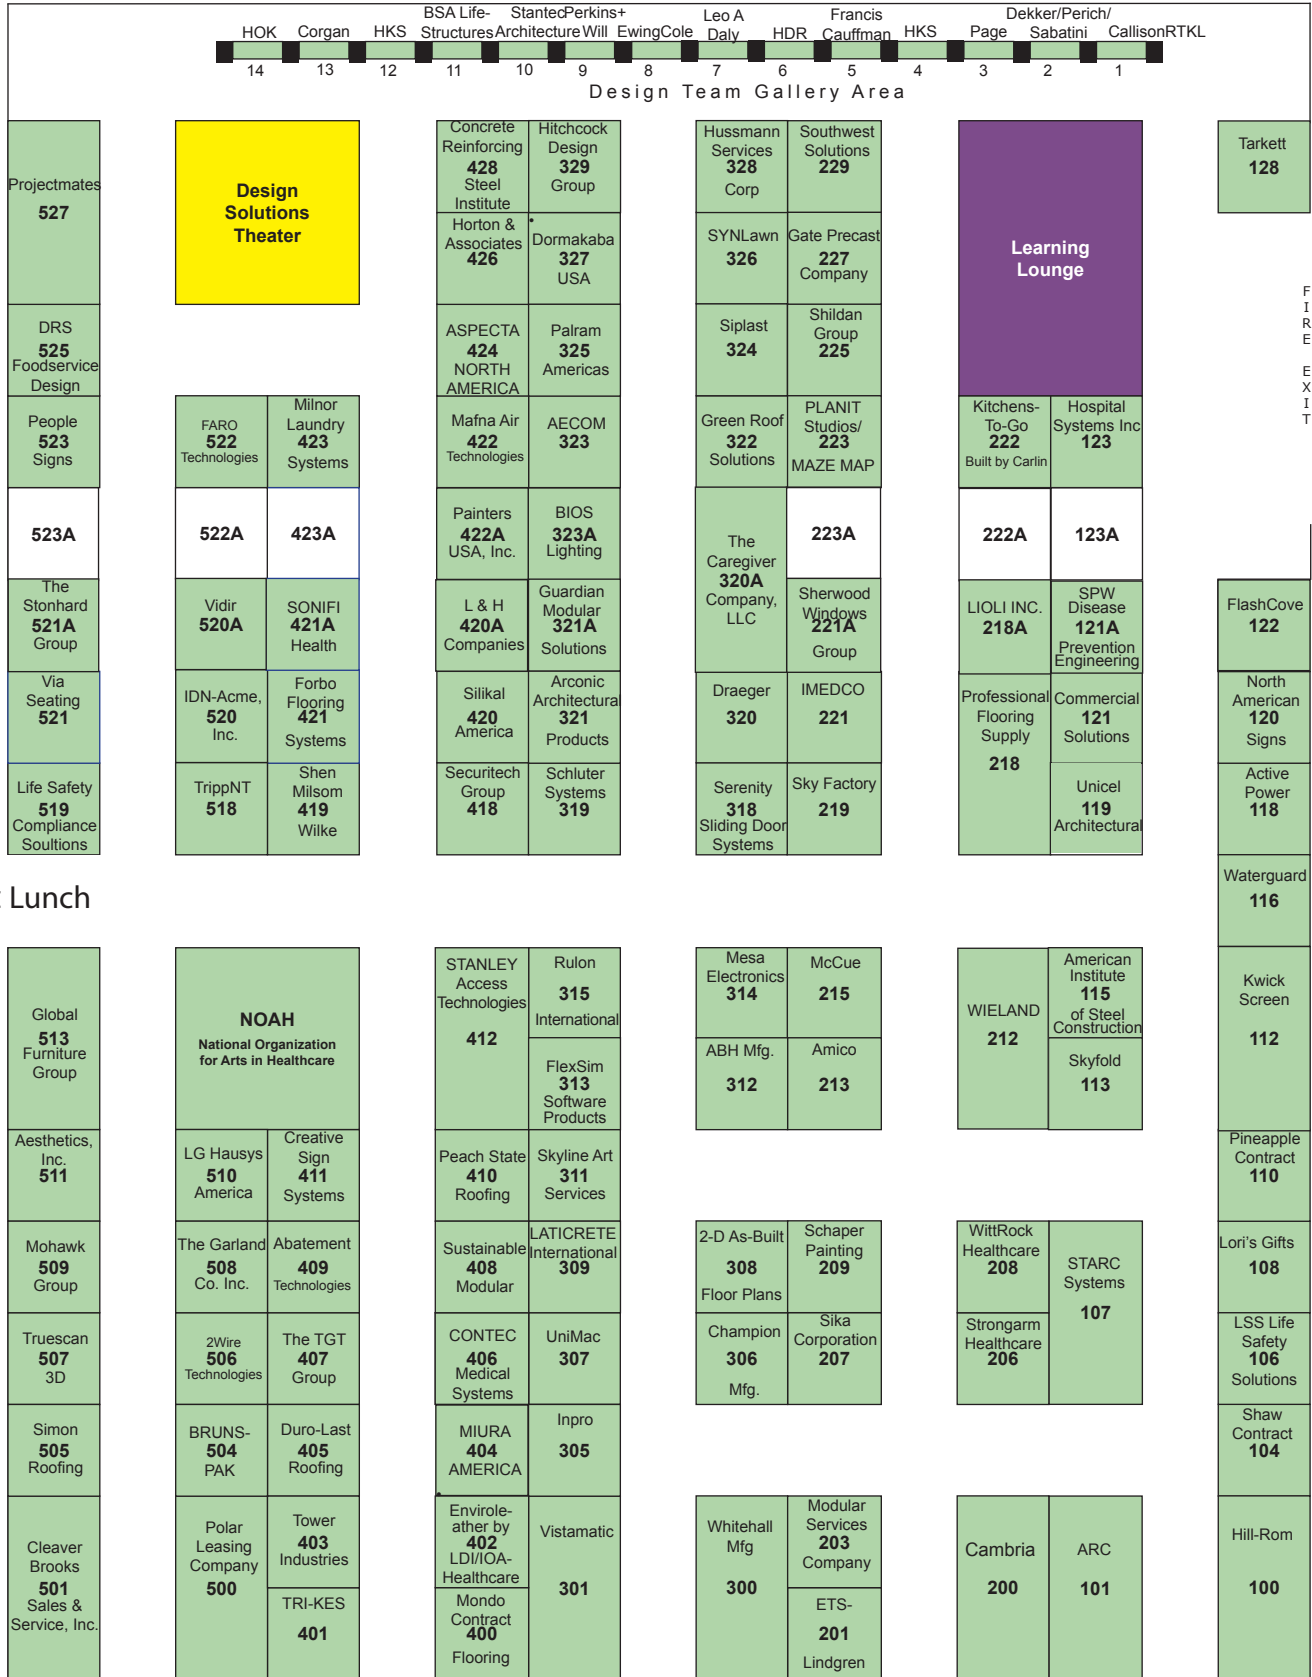 BSA Life-
Structures
Stantec
Architecture
Perkins+
Will
Leo A
Daly
Francis
Cauffman
Dekker/Perich/
Sabatini
HOK
Corgan
HKS
EwingCole
HDR
HKS
Page
CallisonRTKL
14
13
12
11
10
9
8
7
6
5
4
3
2
1
Design Team Gallery Area
Projectmates
527
Design
Solutions
Theater
Concrete
Reinforcing
428
Steel
Institute
Hitchcock
Design
329
Group
Hussmann
Services
328
Corp
Southwest
Solutions
229
Learning
Lounge
Tarkett
128
Horton &
Associates
426
Dormakaba
327
USA
SYNLawn
326
Gate Precast
227
Company
FIRE EXIT
DRS
525
Foodservice
Design
ASPECTA
424
NORTH
AMERICA
Palram
325
Americas
Siplast
324
Shildan
Group
225
People
523
Signs
FARO
522
Technologies
Milnor
Laundry
423
Systems
Mafna Air
422
Technologies
AECOM
323
Green Roof
322
Solutions
PLANIT
Studios/
223
MAZE MAP
Kitchens-
To-Go
222
Built by Carlin
Hospital
Systems Inc
123
523A
522A
423A
Painters
422A
USA, Inc.
BIOS
323A
Lighting
The
Caregiver
320A
Company,
LLC
223A
222A
123A
The
Stonhard
521A
Group
Vidir
520A
SONIFI
421A
Health
L & H
420A
Companies
Guardian
Modular
321A
Solutions
Sherwood
Windows
221A
Group
LIOLI INC.
218A
SPW
Disease
121A
Prevention
Engineering
FlashCove
122
Via
Seating
521
IDN-Acme,
520
Inc.
Forbo
Flooring
421
Systems
Silikal
420
America
Arconic
Architectural
321
Products
Draeger
320
IMEDCO
221
Professional
Flooring
Supply
218
Commercial
121
Solutions
North
American
120
Signs
Life Safety
519
Compliance
Soultions
TrippNT
518
Shen
Milsom
419
Wilke
Securitech
Group
418
Schluter
Systems
319
Serenity
318
Sliding Door
Systems
Sky Factory
219
Unicel
119
Architectural
Active
Power
118
Lunch
Waterguard
116
Global
513
Furniture
Group
NOAH
National Organization
for Arts in Healthcare
STANLEY
Access
Technologies
412
Rulon
315
International
Mesa
Electronics
314
McCue
215
WIELAND
212
American
Institute
115
of Steel
Construction
Kwick
Screen
112
FlexSim
313
Software
Products
ABH Mfg.
312
Amico
213
Skyfold
113
Aesthetics,
Inc.
511
LG Hausys
510
America
Creative
Sign
411
Systems
Peach State
410
Roofing
Skyline Art
311
Services
Pineapple
Contract
110
Mohawk
509
Group
The Garland
508
Co. Inc.
Abatement
409
Technologies
Sustainable
408
Modular
LATICRETE
International
309
2-D As-Built
308
Floor Plans
Schaper
Painting
209
WittRock
Healthcare
208
STARC
Systems
107
Lori's Gifts
108
Truescan
507
3D
2Wire
506
Technologies
The TGT
407
Group
CONTEC
406
Medical
Systems
UniMac
307
Champion
306
Mfg.
Sika
Corporation
207
Strongarm
Healthcare
206
LSS Life
Safety
106
Solutions
Simon
505
Roofing
BRUNS-
504
PAK
Duro-Last
405
Roofing
MIURA
404
AMERICA
Inpro
305
Shaw
Contract
104
Cleaver
Brooks
501
Sales &
Service, Inc.
Polar
Leasing
Company
500
Tower
403
Industries
Envirole-
ather by
402
LDI/IOA-
Healthcare
Vistamatic
301
Whitehall
Mfg
300
Modular
Services
203
Company
Cambria
200
ARC
101
Hill-Rom
100
TRI-KES
401
Mondo
Contract
400
Flooring
ETS-
201
Lindgren